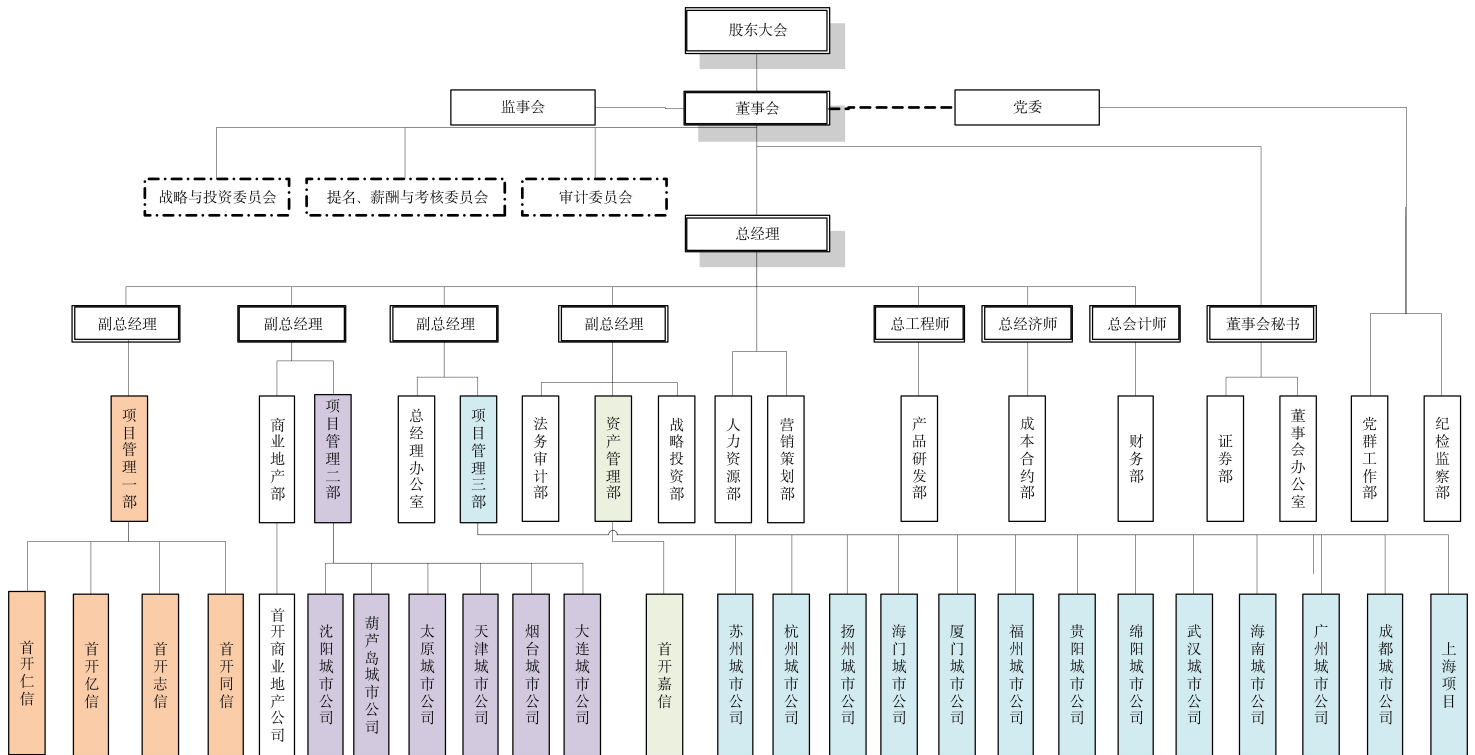 股东大会
监事会
董事会
党委
战略与投资委员会
提名、薪酬与考核委员会
审计委员会
总经理
副总经理
副总经理
副总经理
副总经理
总工程师
总经济师
总会计师
董事会秘书
项目管理一部
商业地产部
项目管理二部
总经理办公室
项目管理三部
法务审计部
资产管理部
战略投资部
人力资源部
营销策划部
产品研发部
成本合约部
财务部
证券部
董事会办公室
党群工作部
纪检监察部
首开仁信
首开亿信
首开志信
首开同信
首开商业地产公司
沈阳城市公司
葫芦岛城市公司
太原城市公司
天津城市公司
烟台城市公司
大连城市公司
首开嘉信
苏州城市公司
杭州城市公司
扬州城市公司
海门城市公司
厦门城市公司
福州城市公司
贵阳城市公司
绵阳城市公司
武汉城市公司
海南城市公司
广州城市公司
成都城市公司
上海项目